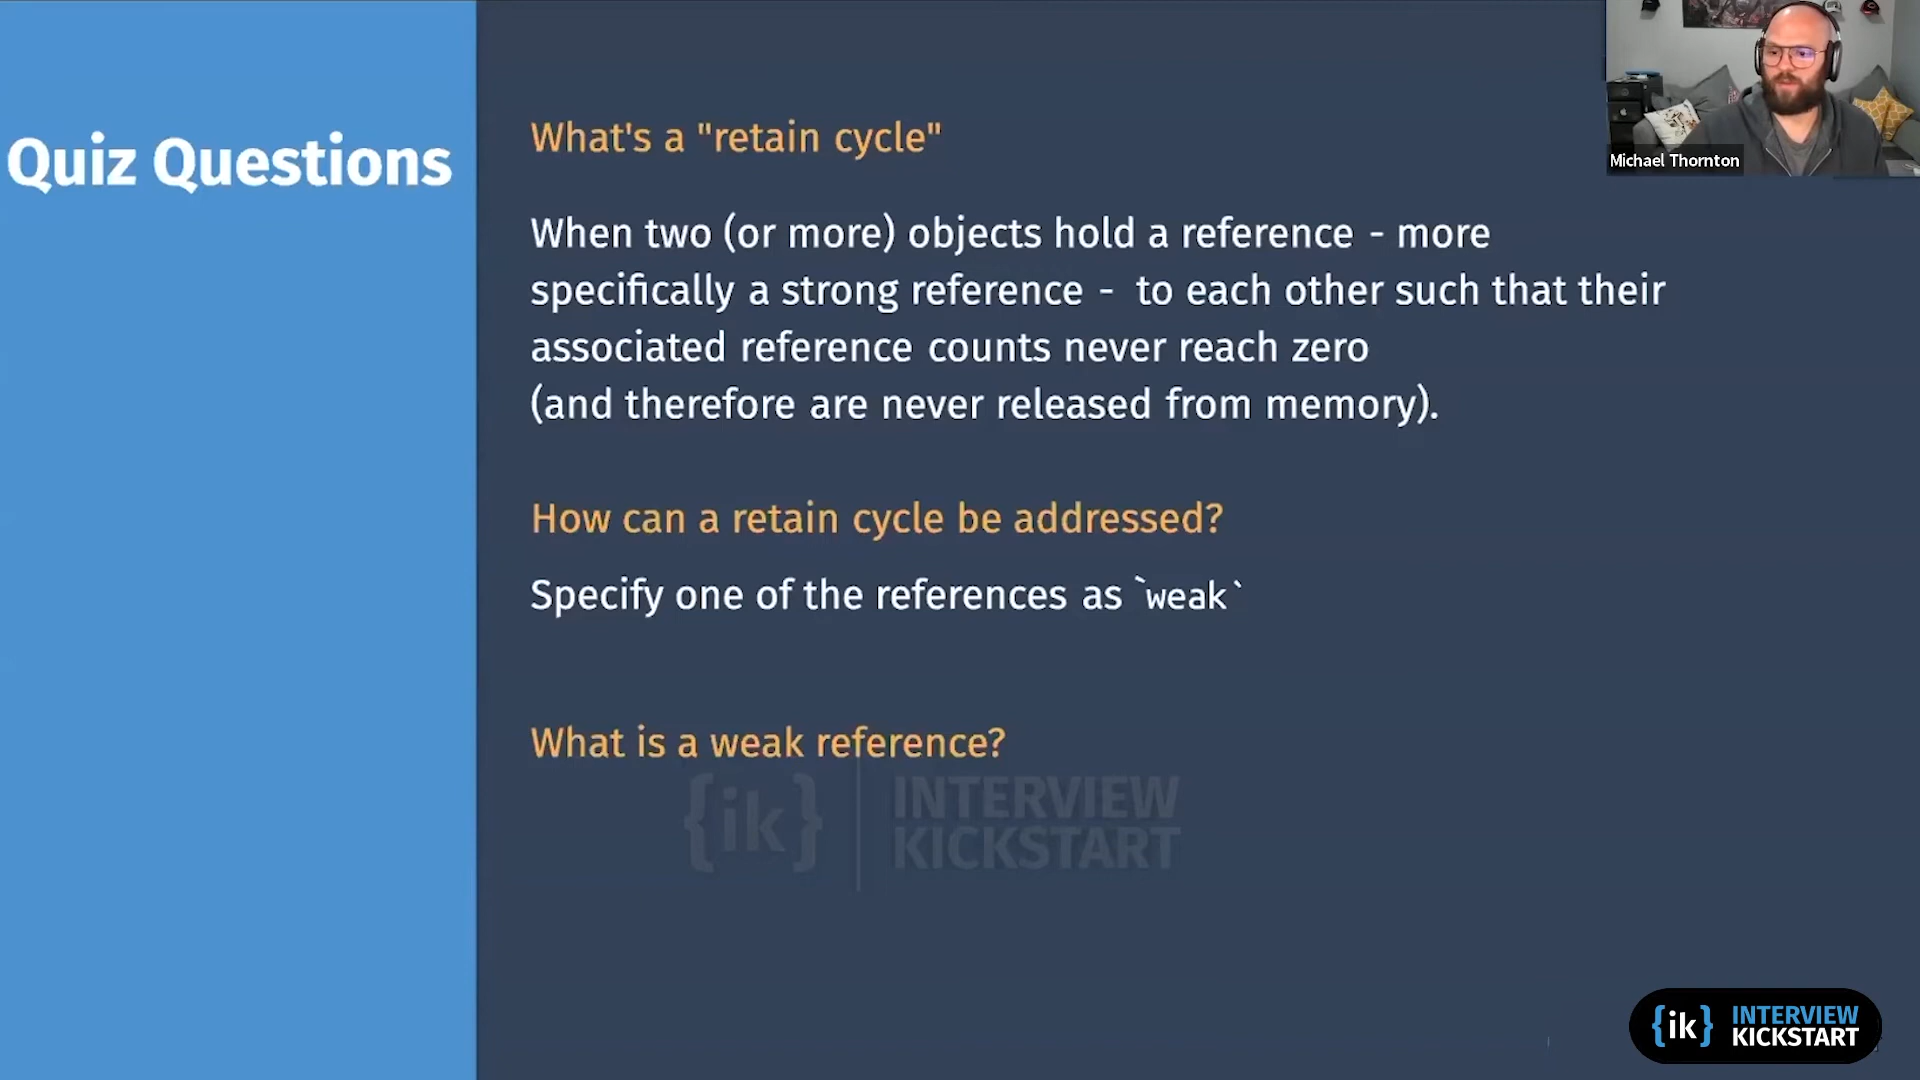 Quiz Questions
What's a "retain cycle"
When two (or more) objects hold a reference - more
specifically a strong reference -  to each other such that their
associated reference counts never reach zero
(and therefore are never released from memory).
How can a retain cycle be addressed?
Specify one of the references as `weak`
What is a weak reference?
{ik} INTERVIEW
KICKSTART
Michael Thornton
{ik} INTERVIEW
KICKSTART